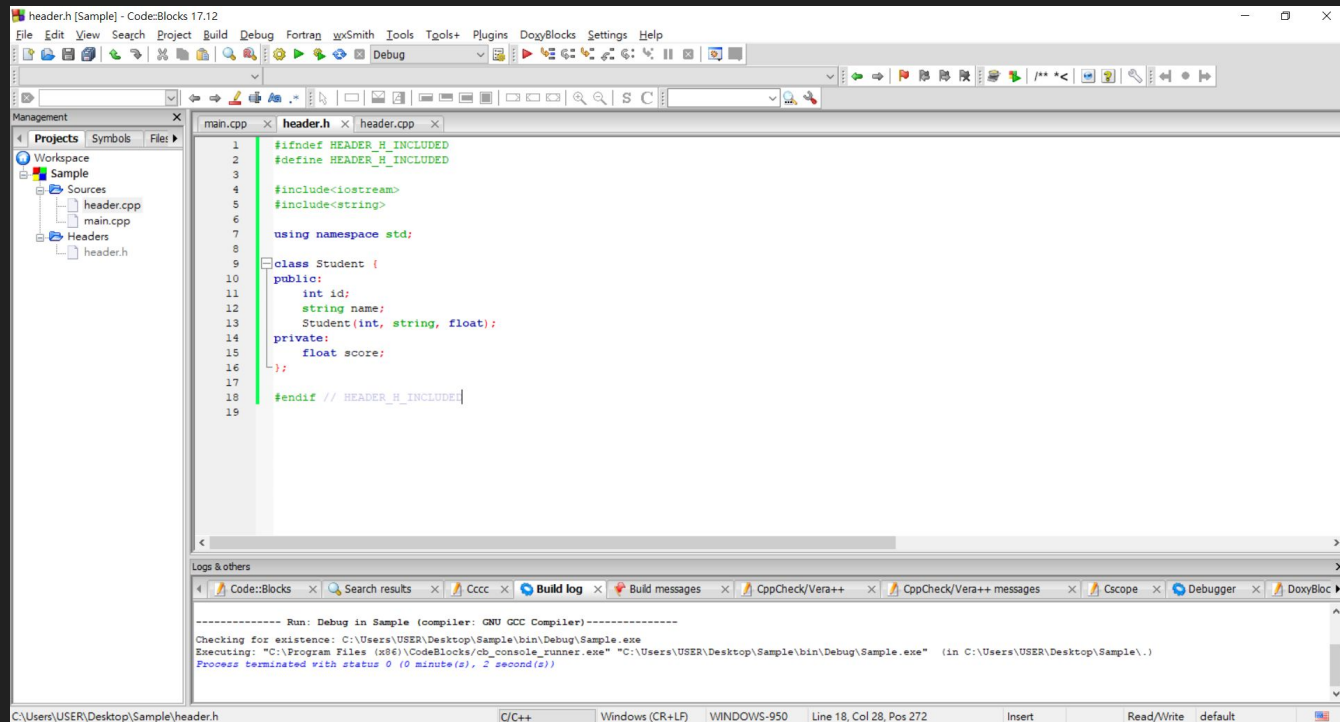 header.h [Sample] - Code::Blocks 17.12
File Edit View Search Project Build Debug Fortran wxSmith Tools Tools+ Plugins DoxyBlocks Settings Help
Debug
/** *<
S C
Management
Projects Symbols Files
main.cpp header.h header.cpp
Workspace
Sample
Sources
header.cpp
main.cpp
Headers
header.h
1 #ifndef HEADER_H_INCLUDED
2 #define HEADER_H_INCLUDED
3
4 #include<iostream>
5 #include<string>
6
7 using namespace std;
8
9 class Student {
10 public:
11 int id;
12 string name;
13 Student(int, string, float);
14 private:
15 float score;
16 };
17
18 #endif // HEADER_H_INCLUDED
19
Logs & others
Code::Blocks Search results Cccc Build log Build messages CppCheck/Vera++ CppCheck/Vera++ messages Cscope Debugger DoxyBloc
-------------- Run: Debug in Sample (compiler: GNU GCC Compiler)---------------
Checking for existence: C:\Users\USER\Desktop\Sample\bin\Debug\Sample.exe
Executing: "C:\Program Files (x86)\CodeBlocks/cb_console_runner.exe" "C:\Users\USER\Desktop\Sample\bin\Debug\Sample.exe" (in C:\Users\USER\Desktop\Sample\.)
Process terminated with status 0 (0 minute(s), 2 second(s))
C:\Users\USER\Desktop\Sample\header.h C/C++ Windows (CR+LF) WINDOWS-950 Line 18, Col 28, Pos 272 Insert Read/Write default